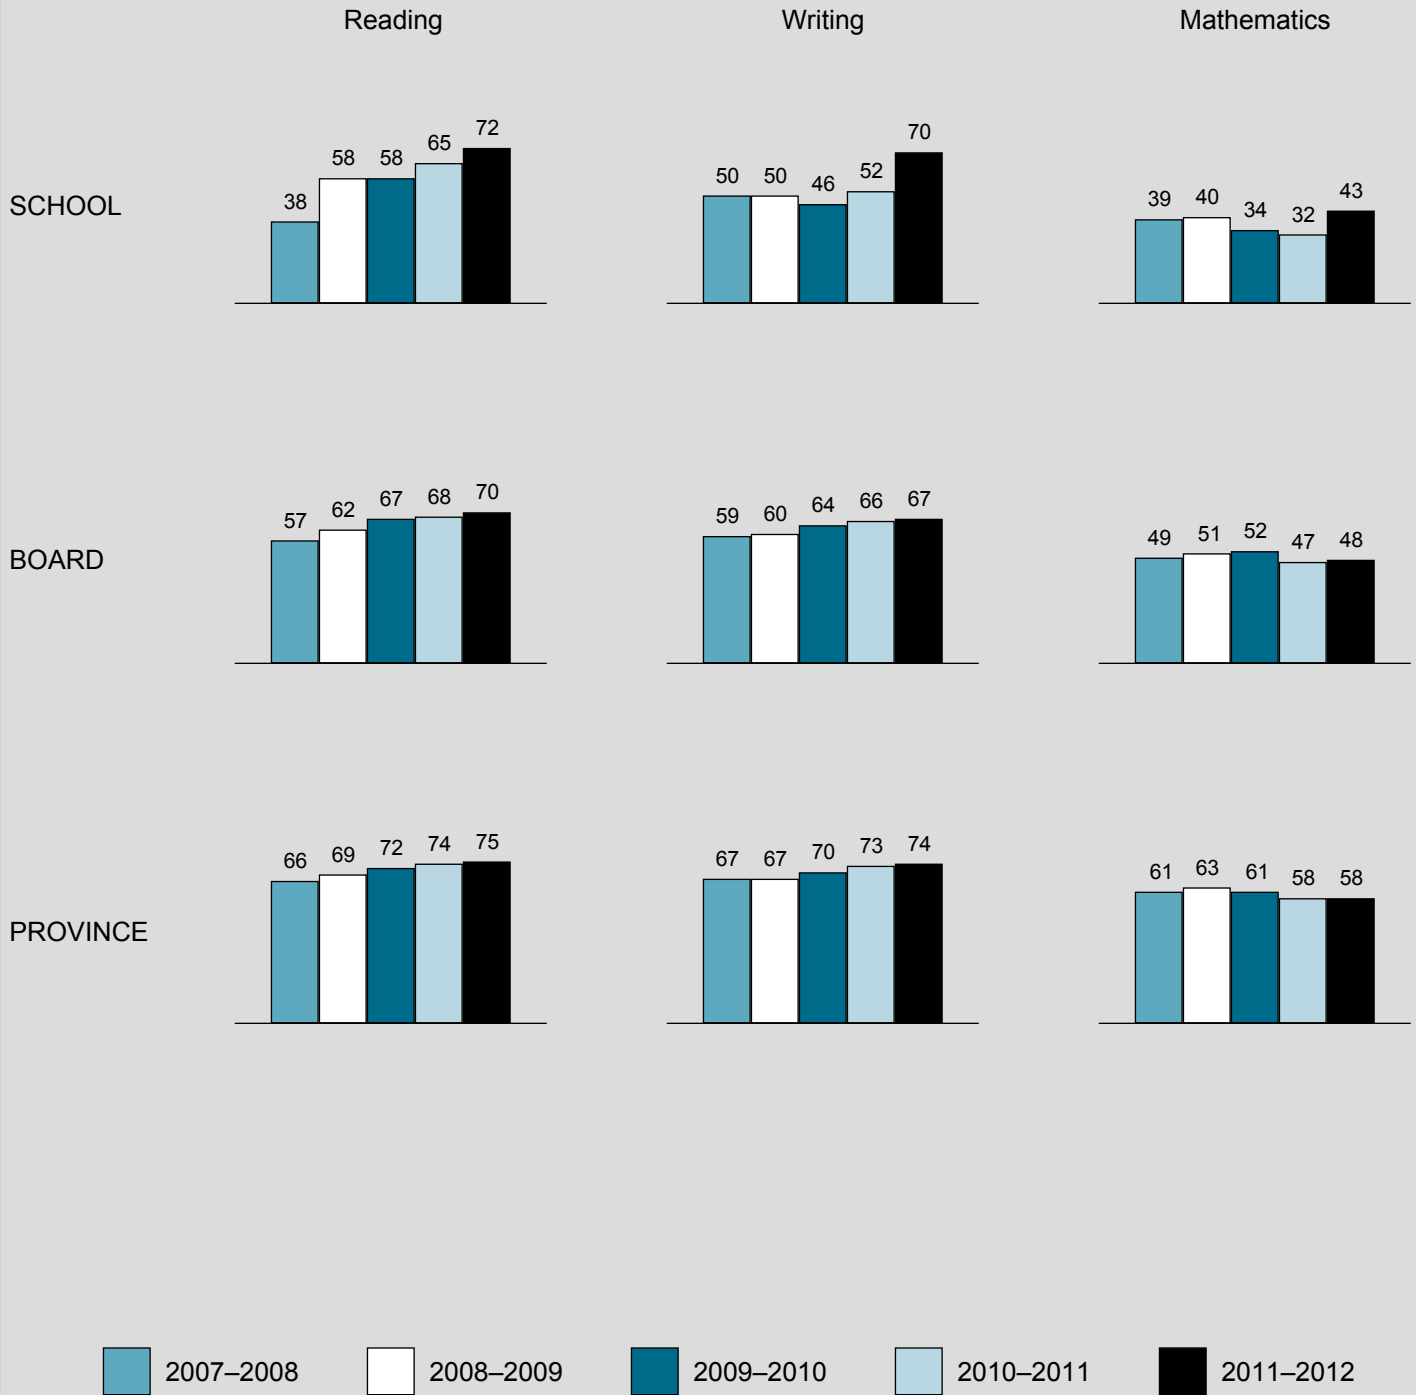 Reading Writing Mathematics
SCHOOL
38 58 58 65 72
50 50 46 52 70
39 40 34 32 43
BOARD
57 62 67 68 70
59 60 64 66 67
49 51 52 47 48
PROVINCE
66 69 72 74 75
67 67 70 73 74
61 63 61 58 58
2007–2008 2008–2009 2009–2010 2010–2011 2011–2012